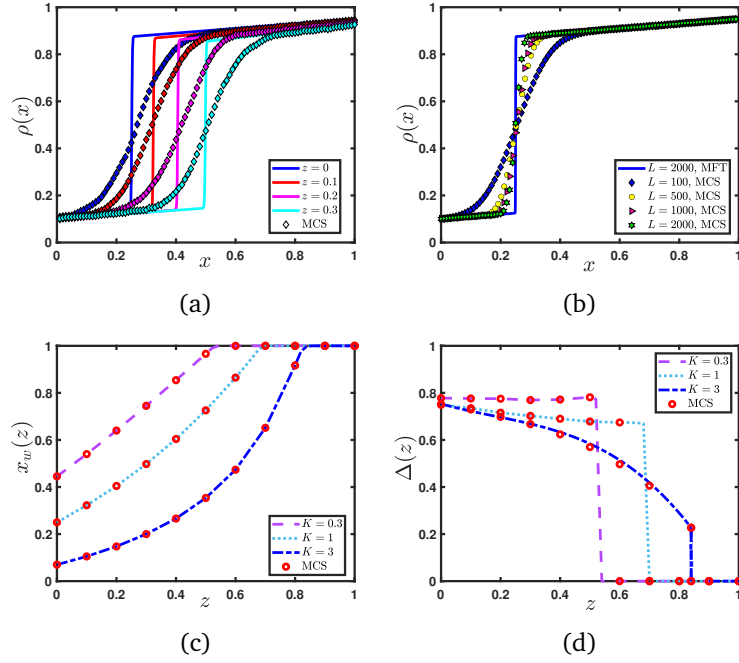 1
0.8
0.6
0.4
0.2
0
0 0.2 0.4 0.6 0.8 1
ρ(x)
x
z = 0
z = 0.1
z = 0.2
z = 0.3
MCS
(a)
1
0.8
0.6
0.4
0.2
0
0 0.2 0.4 0.6 0.8 1
ρ(x)
x
L = 2000, MFT
L = 100, MCS
L = 500, MCS
L = 1000, MCS
L = 2000, MCS
(b)
1
0.8
0.6
0.4
0.2
0
0 0.2 0.4 0.6 0.8 1
x_w(z)
z
K = 0.3
K = 1
K = 3
MCS
(c)
1
0.8
0.6
0.4
0.2
0
0 0.2 0.4 0.6 0.8 1
Δ(z)
z
K = 0.3
K = 1
K = 3
MCS
(d)